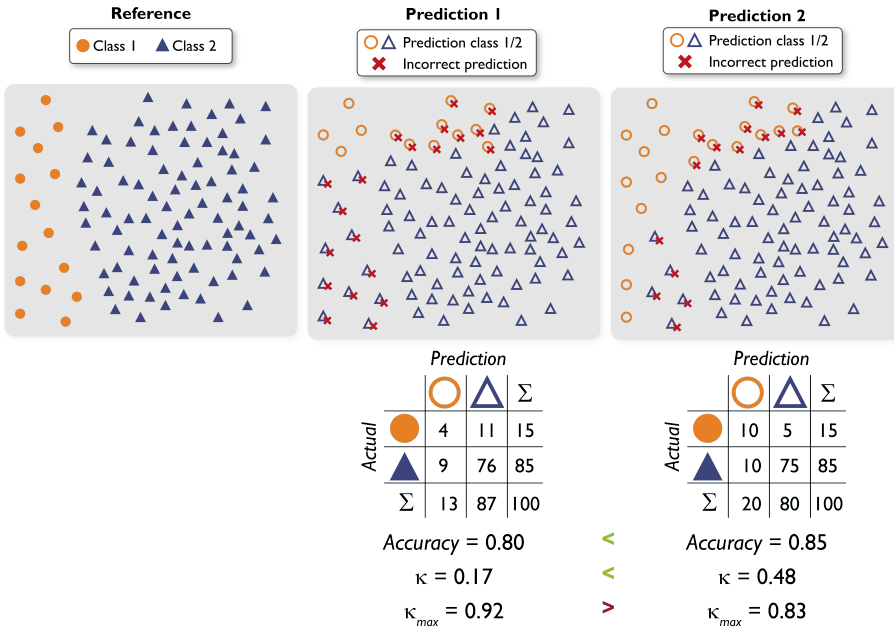 Reference
Class 1 Class 2
Prediction 1
Prediction class 1/2
Incorrect prediction
Prediction 2
Prediction class 1/2
Incorrect prediction
Prediction
Σ
Actual
4 11 15
9 76 85
Σ 13 87 100
Accuracy = 0.80
κ = 0.17
κmax = 0.92
<
<
>
Prediction
Σ
Actual
10 5 15
10 75 85
Σ 20 80 100
Accuracy = 0.85
κ = 0.48
κmax = 0.83